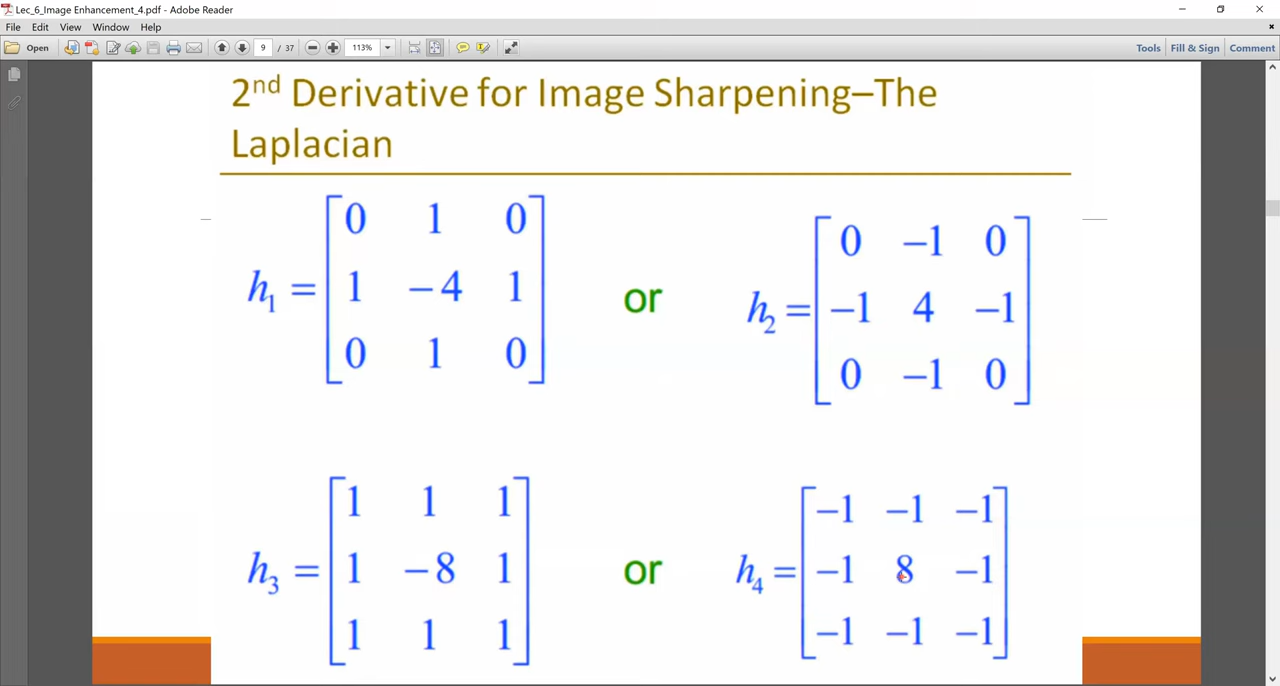 Lec_6_Image Enhancement_4.pdf - Adobe Reader
File Edit View Window Help
Open 9 / 37 113% Tools Fill & Sign Comment
2nd Derivative for Image Sharpening–The
Laplacian
0 1 0
h1 = 1 −4 1
0 1 0
or
0 −1 0
h2 = −1 4 −1
0 −1 0
1 1 1
h3 = 1 −8 1
1 1 1
or
−1 −1 −1
h4 = −1 8 −1
−1 −1 −1